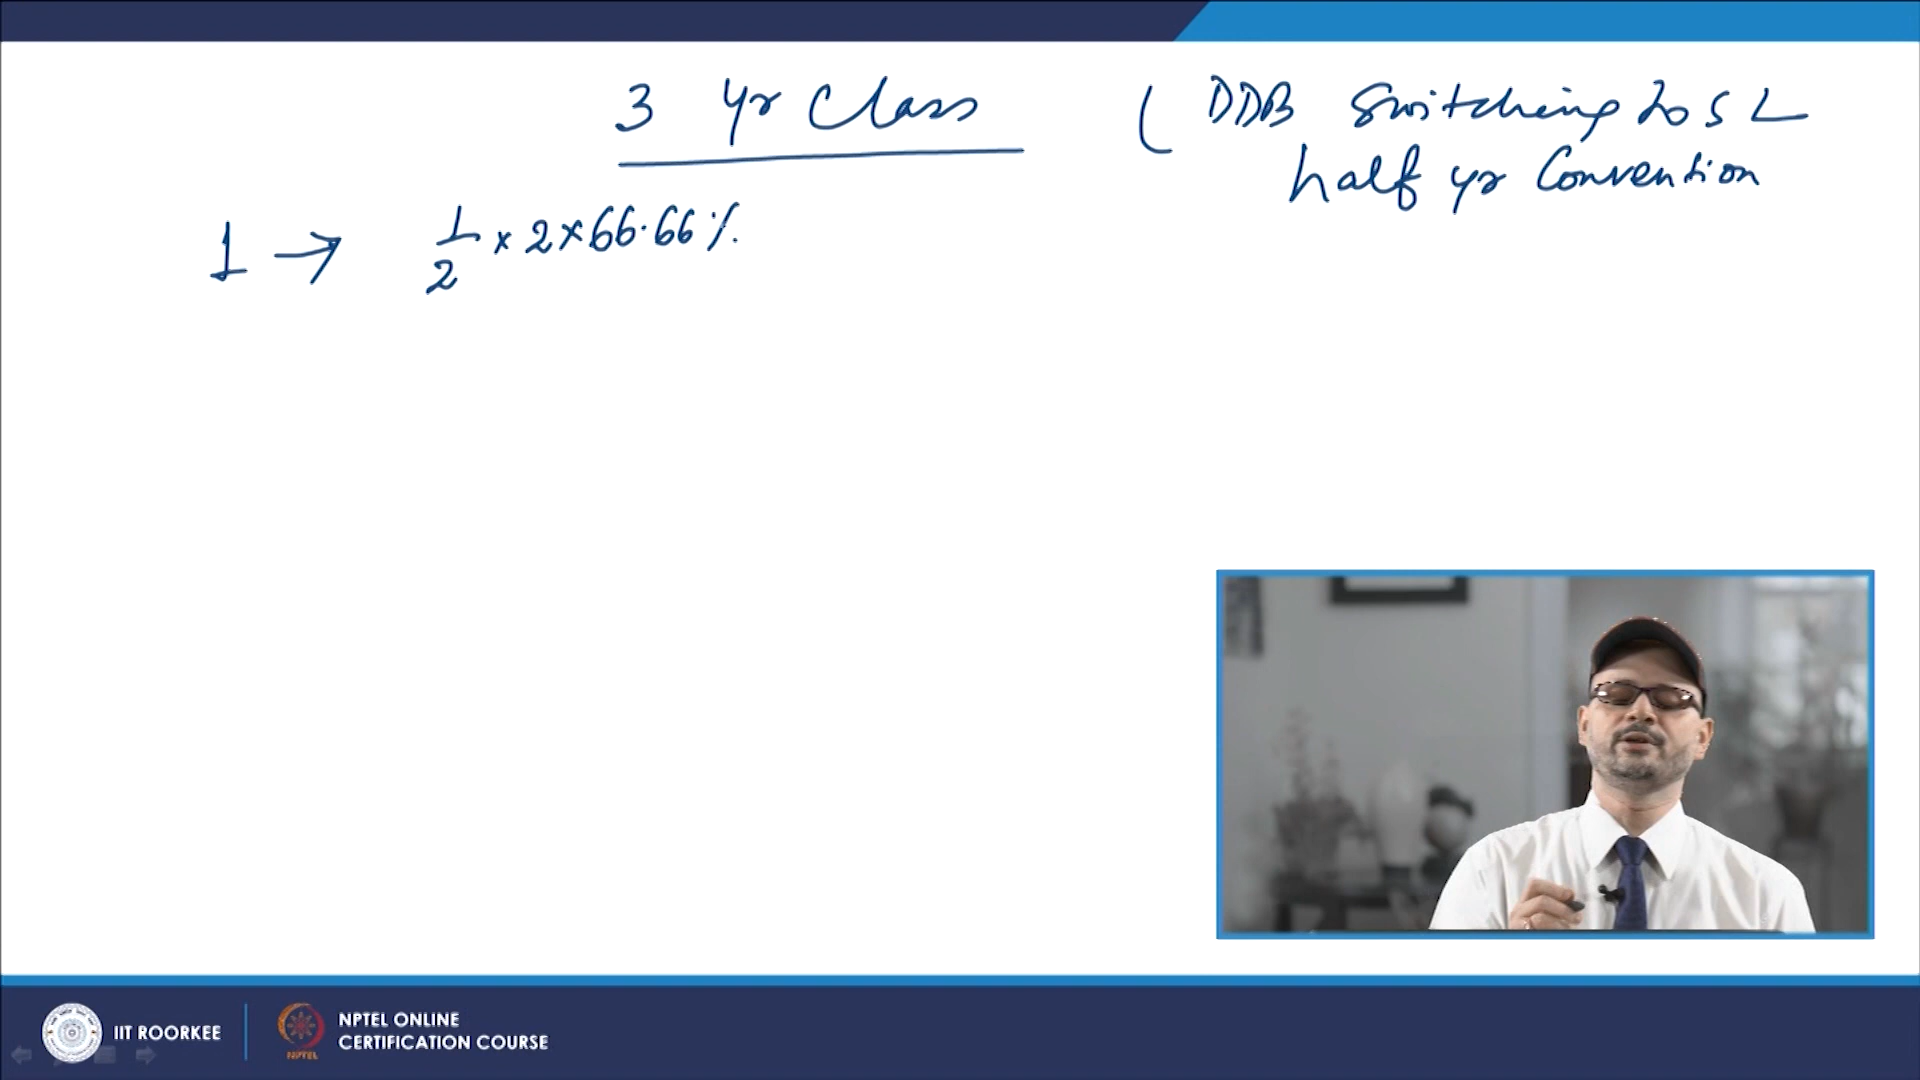 3 yr Class
( DDB switching to SL
half yr Convention
1 → 1/2 × 2 × 66.66 %
IIT ROORKEE
NPTEL
NPTEL ONLINE
CERTIFICATION COURSE